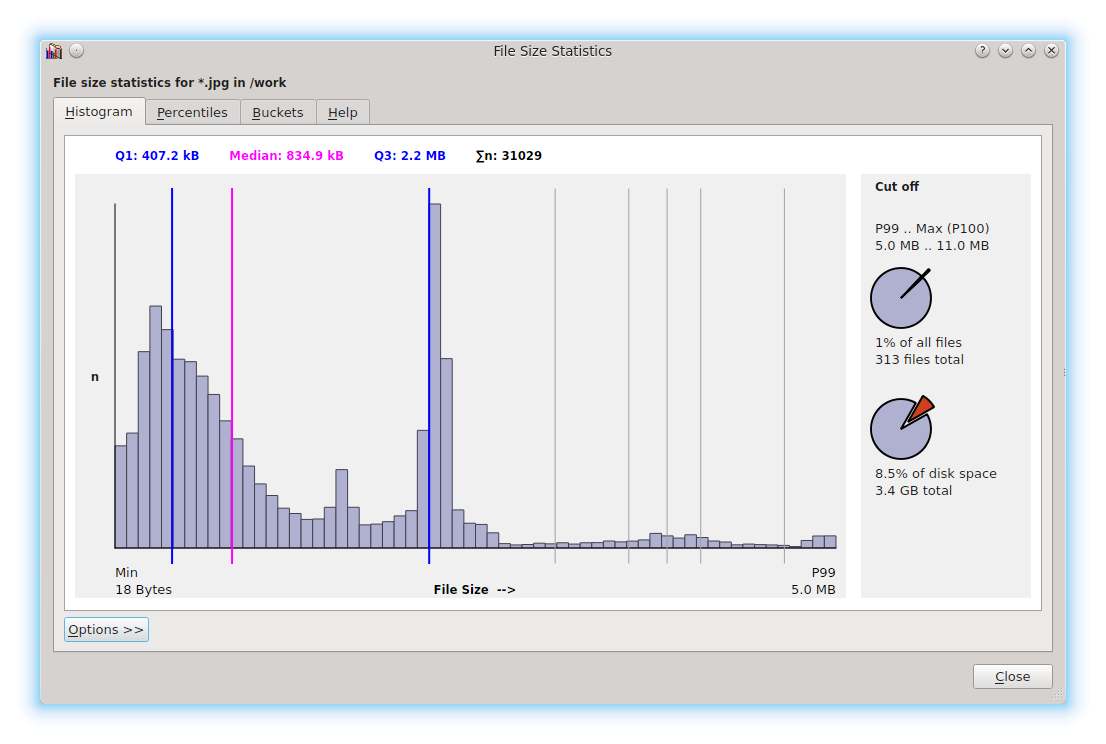 File Size Statistics
File size statistics for *.jpg in /work
Histogram Percentiles Buckets Help
Q1: 407.2 kB Median: 834.9 kB Q3: 2.2 MB ∑n: 31029
Cut off
P99 .. Max (P100)
5.0 MB .. 11.0 MB
1% of all files
313 files total
n
8.5% of disk space
3.4 GB total
Min P99
18 Bytes File Size --> 5.0 MB
Options >>
Close